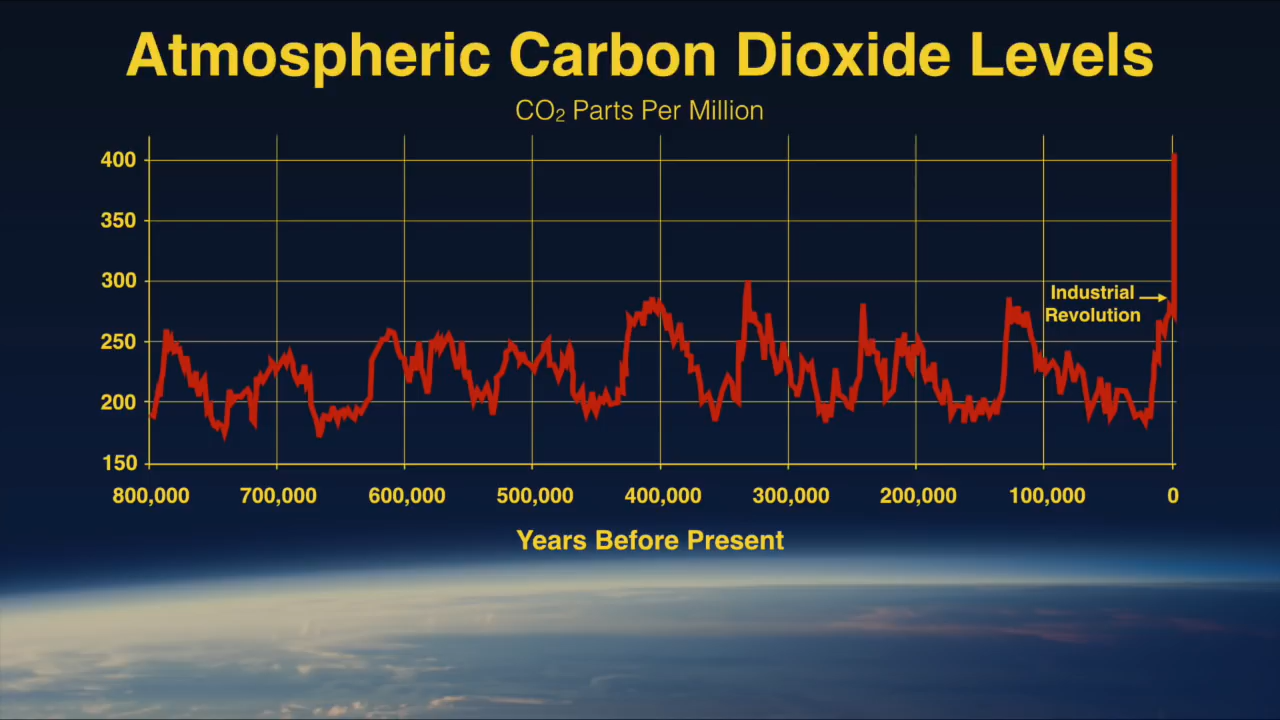 Atmospheric Carbon Dioxide Levels
CO₂ Parts Per Million
400
350
300
250
200
150
Industrial
Revolution
800,000 700,000 600,000 500,000 400,000 300,000 200,000 100,000 0
Years Before Present